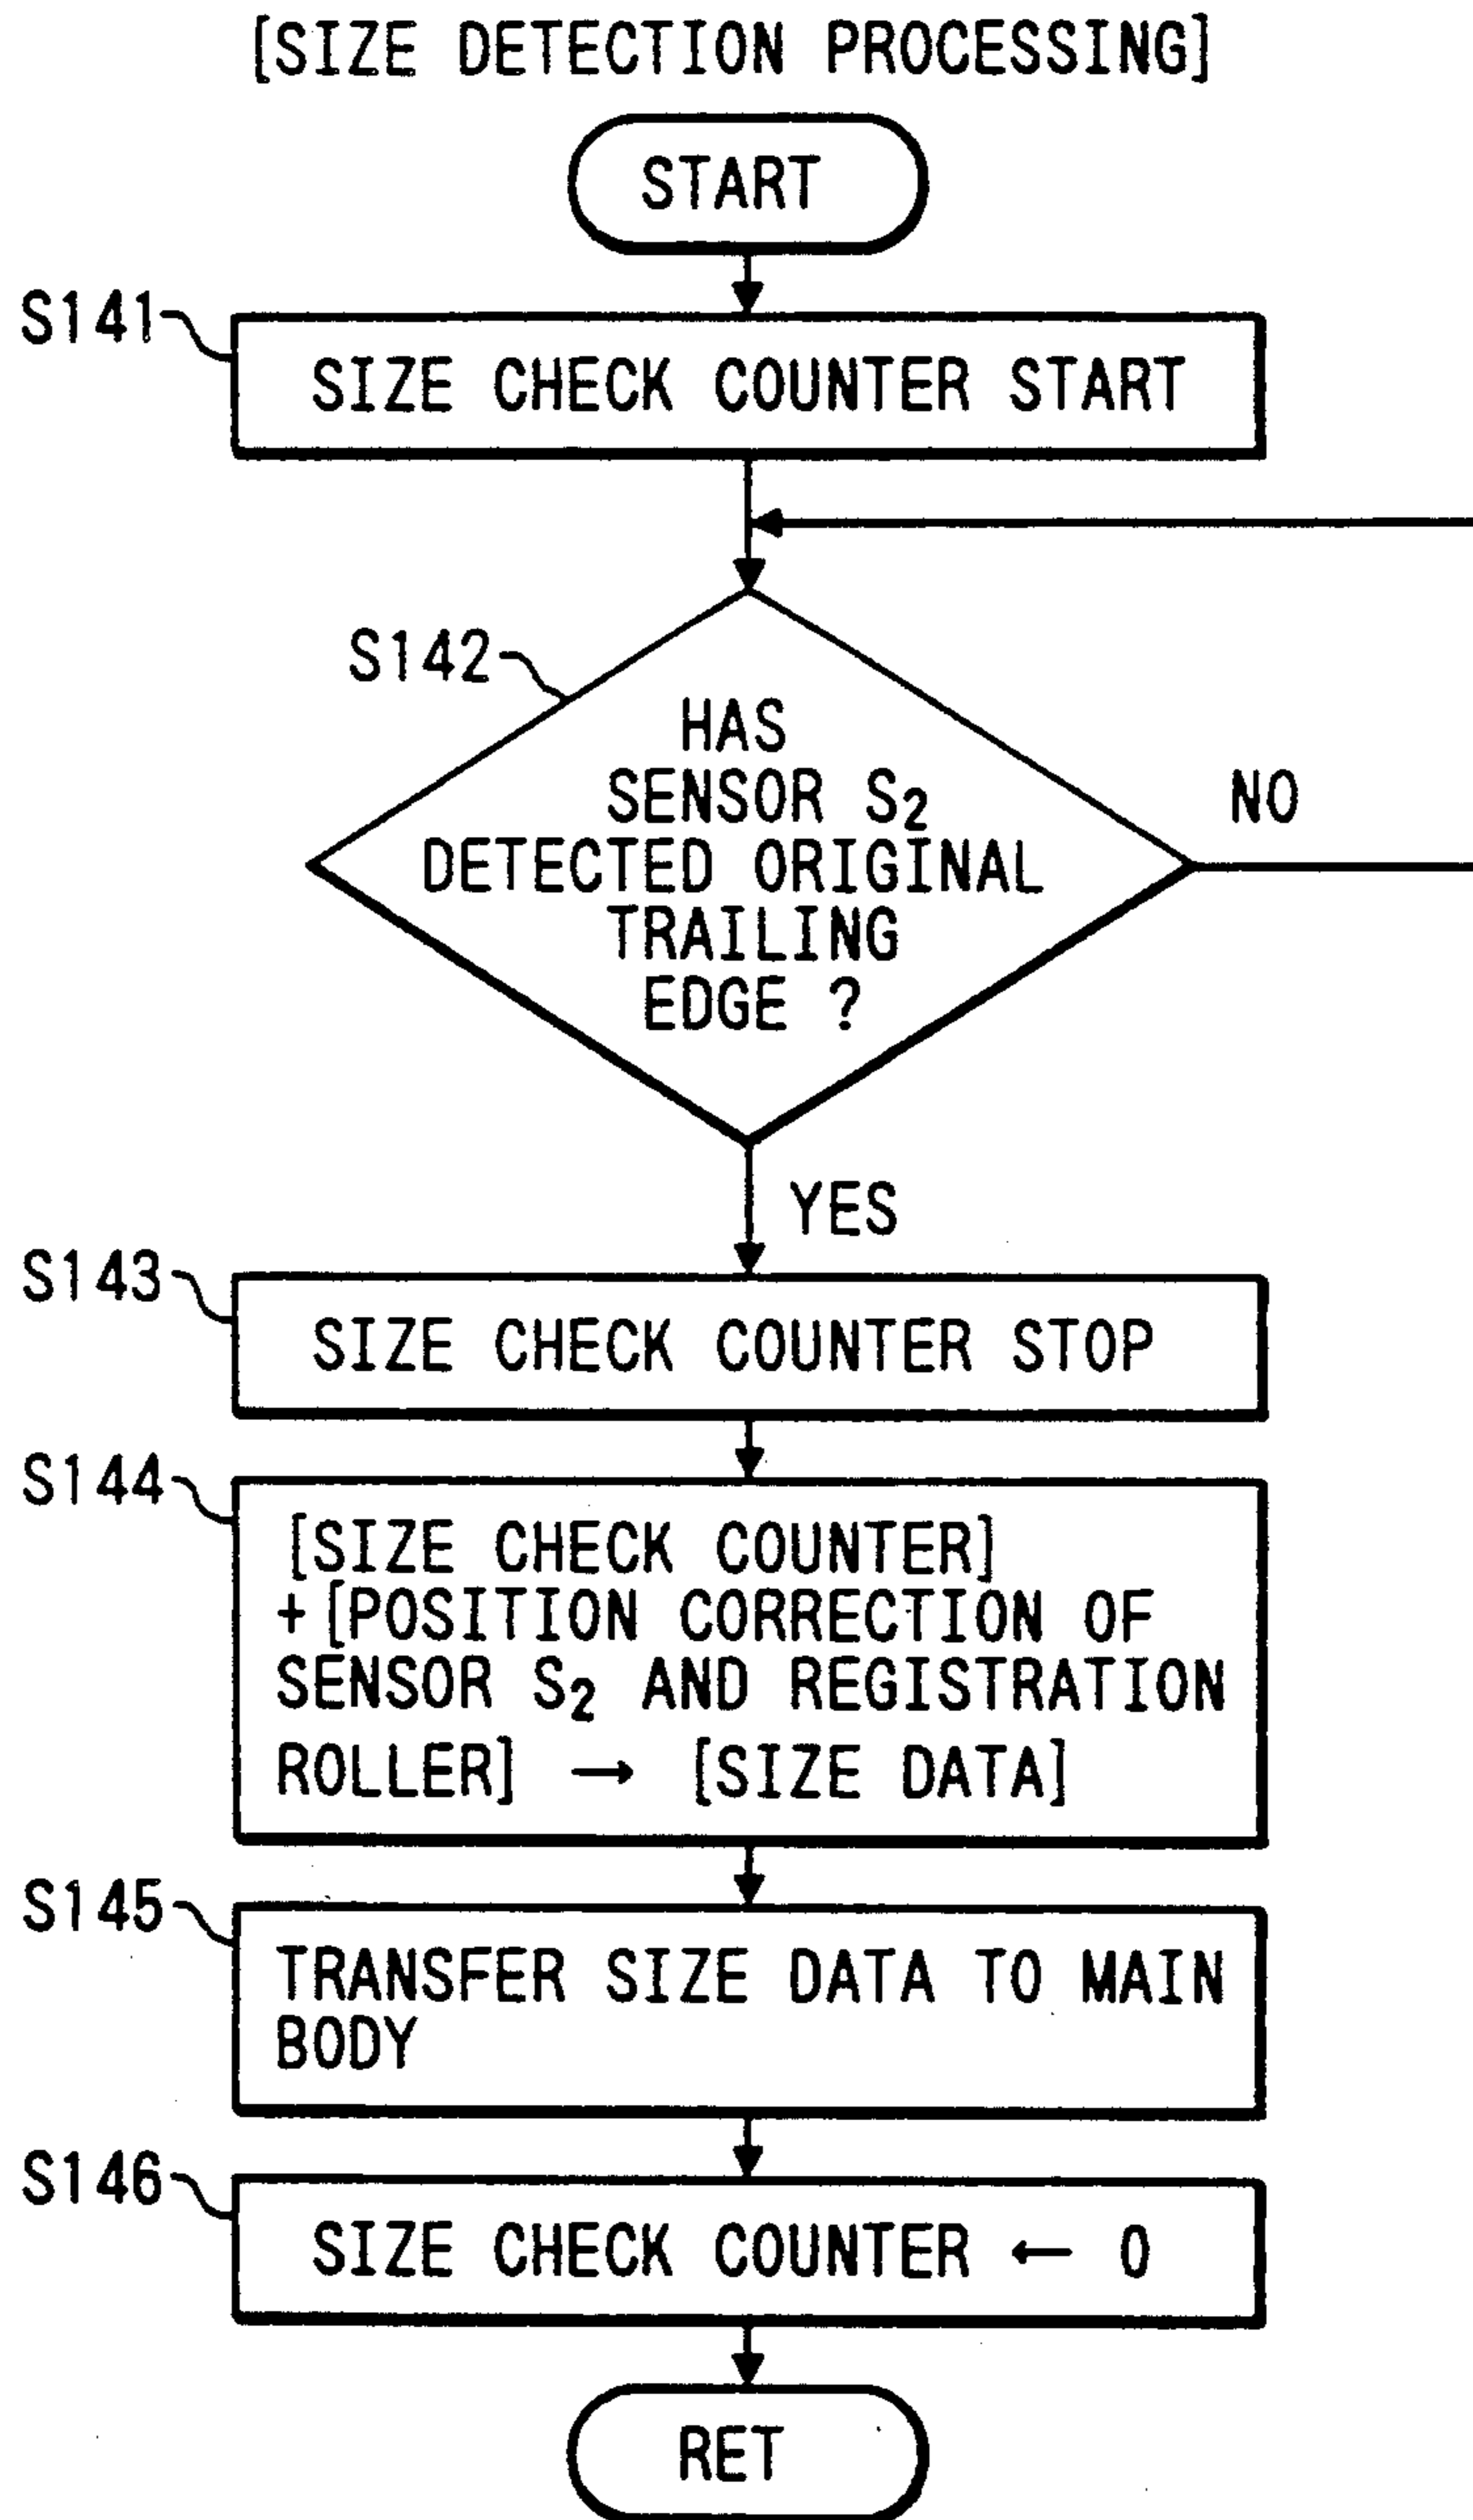 [SIZE DETECTION PROCESSING]
START
S141
SIZE CHECK COUNTER START
S142
HAS
SENSOR S2
DETECTED ORIGINAL
TRAILING
EDGE ?
NO
YES
S143
SIZE CHECK COUNTER STOP
S144
[SIZE CHECK COUNTER]
+[POSITION CORRECTION OF
SENSOR S2 AND REGISTRATION
ROLLER] → [SIZE DATA]
S145
TRANSFER SIZE DATA TO MAIN
BODY
S146
SIZE CHECK COUNTER ← 0
RET